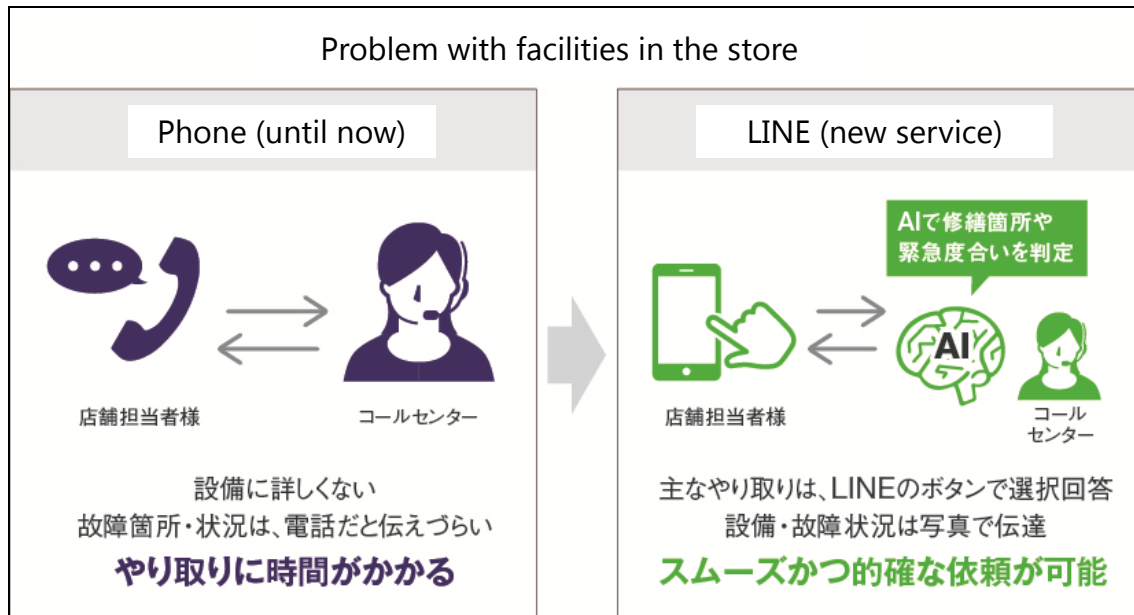 Problem with facilities in the store
Phone (until now)
店舗担当者様
コールセンター
設備に詳しくない
故障箇所・状況は、電話だと伝えづらい
やり取りに時間がかかる
LINE (new service)
AIで修繕箇所や
緊急度合いを判定
AI
店舗担当者様
コール
センター
主なやり取りは、LINEのボタンで選択回答
設備・故障状況は写真で伝達
スムーズかつ的確な依頼が可能